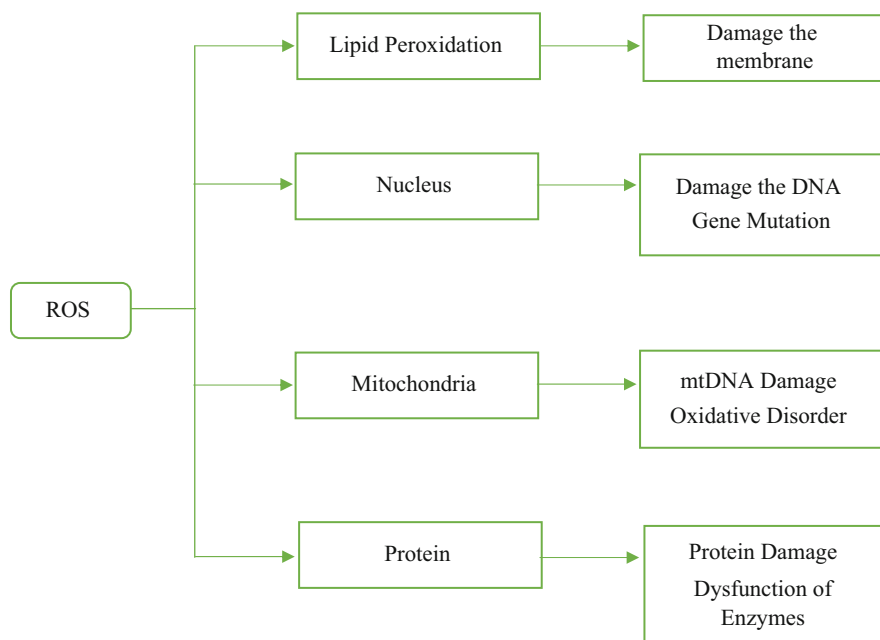 Lipid Peroxidation
Damage the
membrane
Nucleus
Damage the DNA
Gene Mutation
ROS
Mitochondria
mtDNA Damage
Oxidative Disorder
Protein
Protein Damage
Dysfunction of
Enzymes